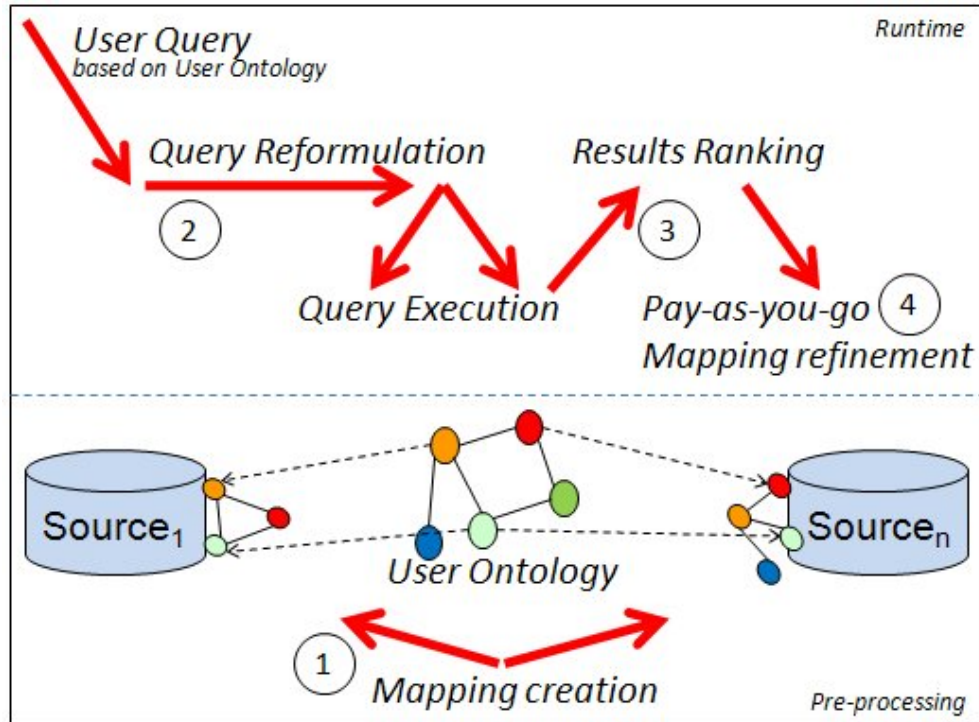 User Query
based on User Ontology
Runtime
Query Reformulation
Results Ranking
2
3
Query Execution
Pay-as-you-go
4
Mapping refinement
Source1
Sourcen
User Ontology
1
Mapping creation
Pre-processing